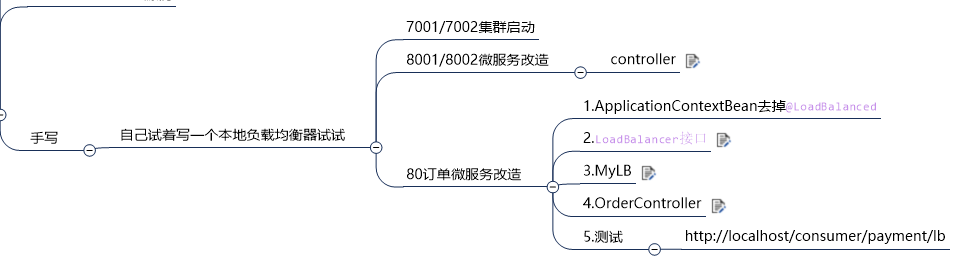 7001/7002集群启动
8001/8002微服务改造
controller
手写
自己试着写一个本地负载均衡器试试
80订单微服务改造
1.ApplicationContextBean去掉@LoadBalanced
2.LoadBalancer接口
3.MyLB
4.OrderController
5.测试
http://localhost/consumer/payment/lb